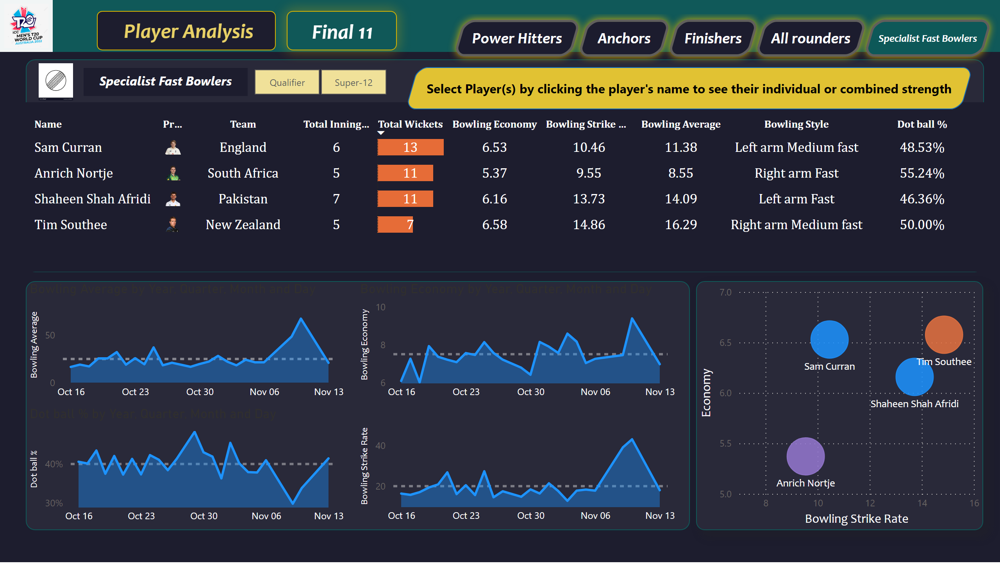 T20
ICC
MEN'S T20
WORLD CUP
AUSTRALIA 2022
Player Analysis
Final 11
Power Hitters
Anchors
Finishers
All rounders
Specialist Fast Bowlers
Specialist Fast Bowlers
Qualifier
Super-12
Select Player(s) by clicking the player's name to see their individual or combined strength
Name Pr... Team Total Inning... Total Wickets Bowling Economy Bowling Strike ... Bowling Average Bowling Style Dot ball %
Sam Curran England 6 13 6.53 10.46 11.38 Left arm Medium fast 48.53%
Anrich Nortje South Africa 5 11 5.37 9.55 8.55 Right arm Fast 55.24%
Shaheen Shah Afridi Pakistan 7 11 6.16 13.73 14.09 Left arm Fast 46.36%
Tim Southee New Zealand 5 7 6.58 14.86 16.29 Right arm Medium fast 50.00%
Bowling Average by Year, Quarter, Month and Day
Bowling Average
50
0
Oct 16 Oct 23 Oct 30 Nov 06 Nov 13
Bowling Economy by Year, Quarter, Month and Day
Bowling Economy
10
8
6
Oct 16 Oct 23 Oct 30 Nov 06 Nov 13
Dot ball % by Year, Quarter, Month and Day
Dot ball %
40%
30%
Oct 16 Oct 23 Oct 30 Nov 06 Nov 13
Bowling Strike Rate
40
20
Oct 16 Oct 23 Oct 30 Nov 06 Nov 13
Economy
7.0
6.5
6.0
5.5
5.0
Sam Curran
Tim Southee
Shaheen Shah Afridi
Anrich Nortje
8 10 12 14 16
Bowling Strike Rate